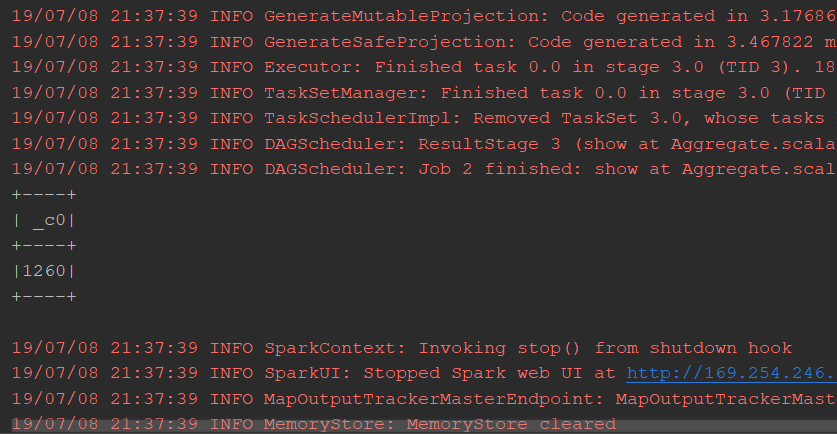 19/07/08 21:37:39 INFO GenerateMutableProjection: Code generated in 3.17686
19/07/08 21:37:39 INFO GenerateSafeProjection: Code generated in 3.467822 m
19/07/08 21:37:39 INFO Executor: Finished task 0.0 in stage 3.0 (TID 3). 18
19/07/08 21:37:39 INFO TaskSetManager: Finished task 0.0 in stage 3.0 (TID
19/07/08 21:37:39 INFO TaskSchedulerImpl: Removed TaskSet 3.0, whose tasks
19/07/08 21:37:39 INFO DAGScheduler: ResultStage 3 (show at Aggregate.scala
19/07/08 21:37:39 INFO DAGScheduler: Job 2 finished: show at Aggregate.scal
+----+
| _c0|
+----+
|1260|
+----+
19/07/08 21:37:39 INFO SparkContext: Invoking stop() from shutdown hook
19/07/08 21:37:39 INFO SparkUI: Stopped Spark web UI at http://169.254.246.
19/07/08 21:37:39 INFO MapOutputTrackerMasterEndpoint: MapOutputTrackerMast
19/07/08 21:37:39 INFO MemoryStore: MemoryStore cleared